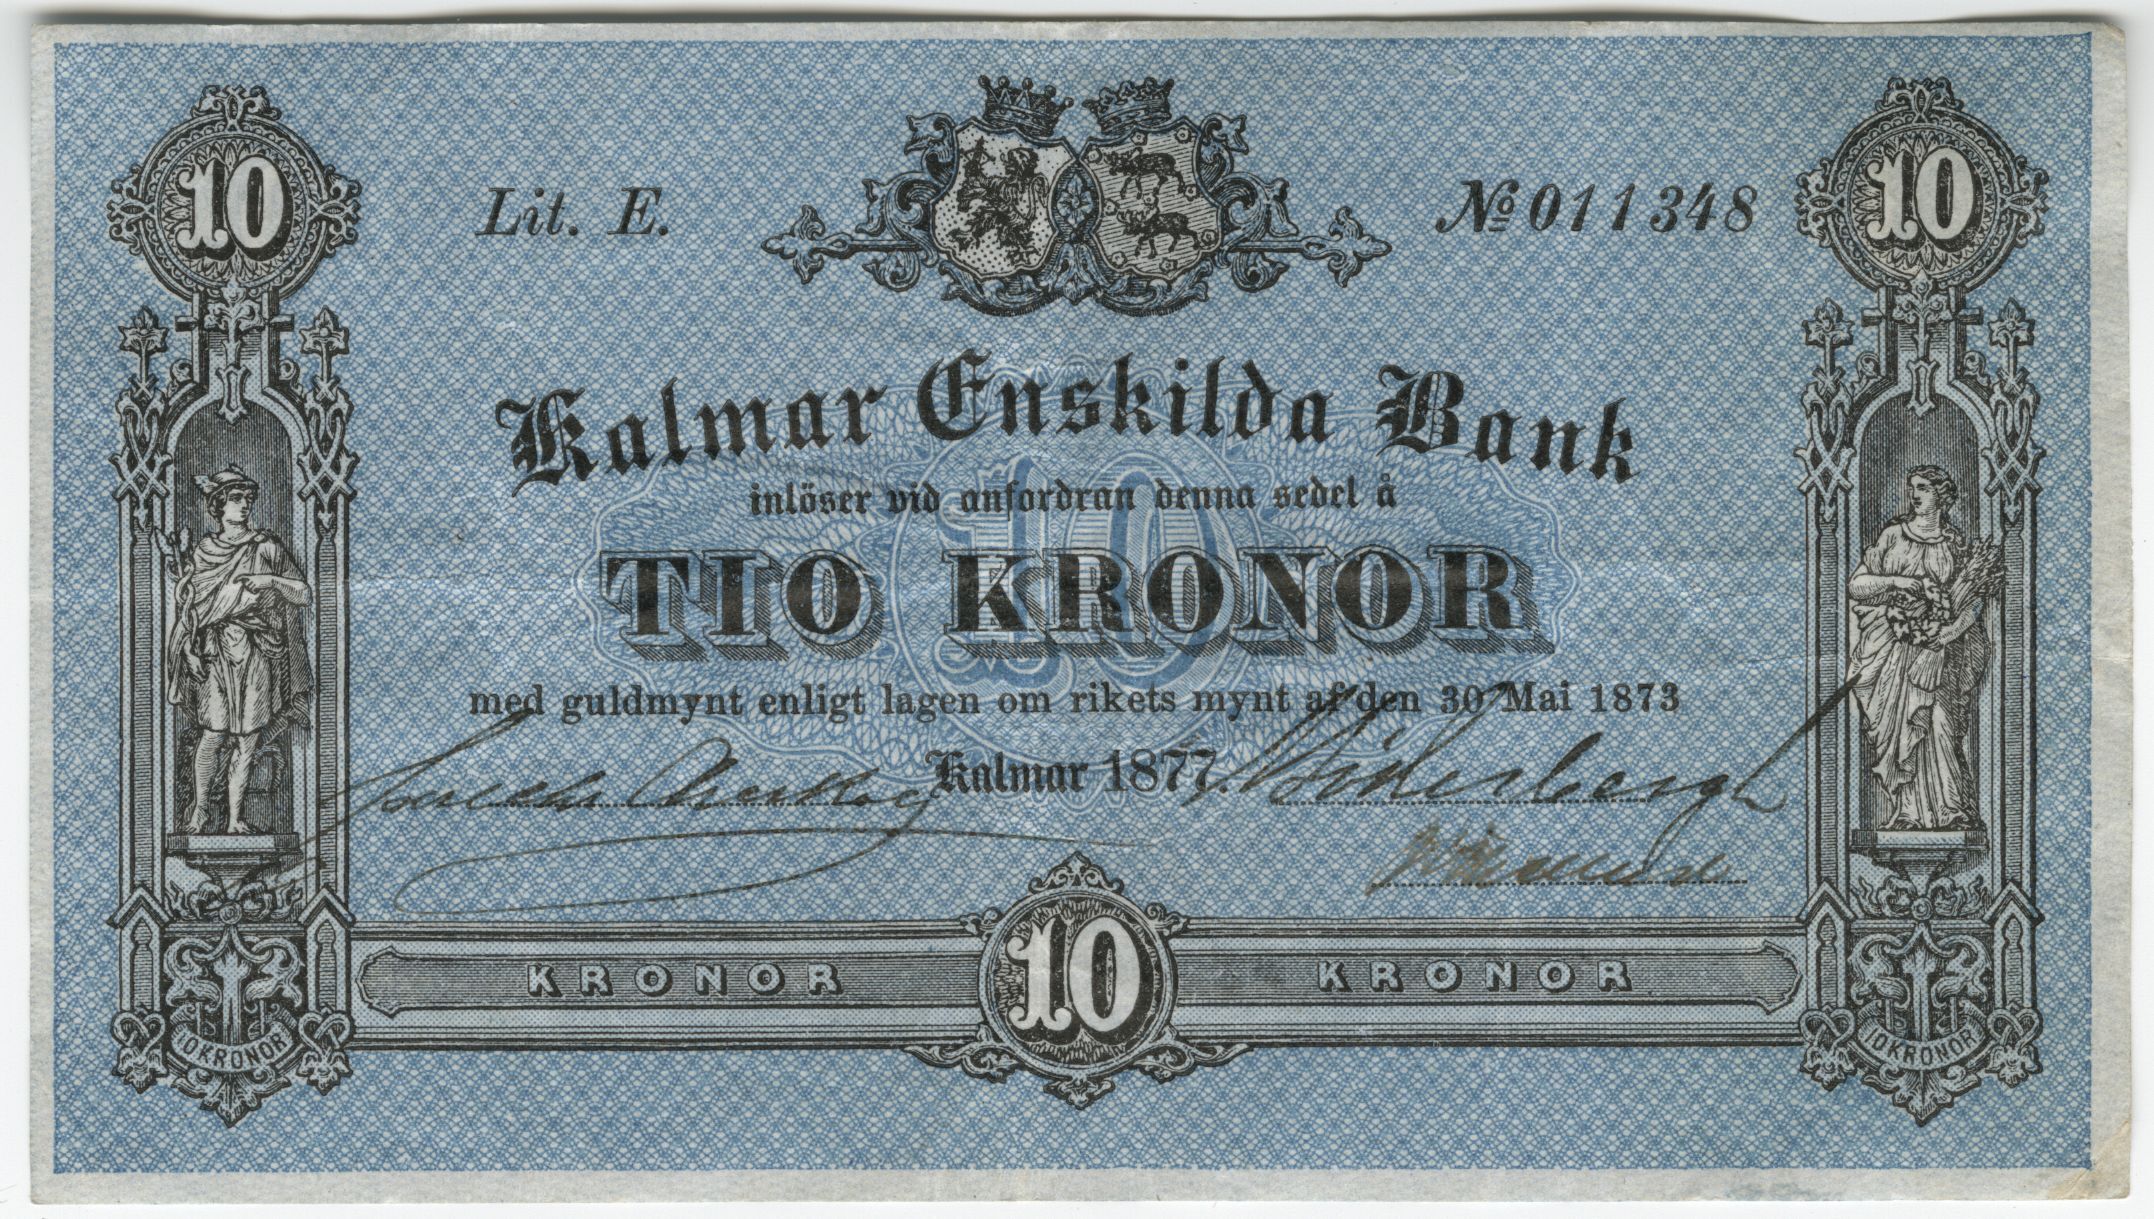 10 10
Lit. E. № 011348
Kalmar Enskilda Bank
inlöser vid anfordran denna sedel å
10
TIO KRONOR
med guldmynt enligt lagen om rikets mynt af den 30 Mai 1873
Kalmar 1877.
KRONOR 10 KRONOR
10 KRONOR 10 KRONOR